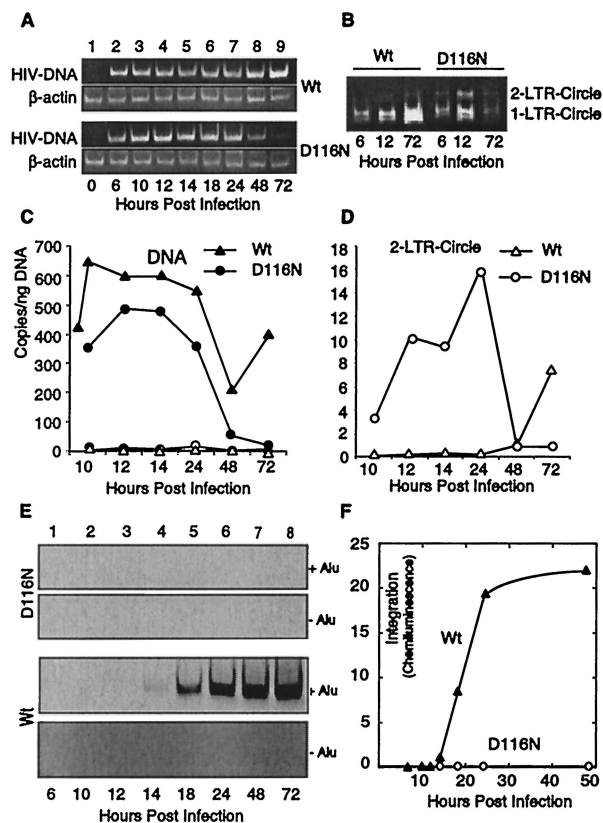 A
1 2 3 4 5 6 7 8 9
HIV-DNA
β-actin
Wt
HIV-DNA
β-actin
D116N
0 6 10 12 14 18 24 48 72
Hours Post Infection
B
Wt D116N
2-LTR-Circle
1-LTR-Circle
6 12 72 6 12 72
Hours Post Infection
C
DNA
Wt
D116N
Copies/ng DNA
700
600
500
400
300
200
100
0
10 12 14 24 48 72
Hours Post Infection
D
2-LTR-Circle
Wt
D116N
18
16
14
12
10
8
6
4
2
0
10 12 14 24 48 72
Hours Post Infection
E
1 2 3 4 5 6 7 8
D116N
+ Alu
- Alu
Wt
+ Alu
- Alu
6 10 12 14 18 24 48 72
Hours Post Infection
F
Integration
(Chemiluminescence)
25
20
15
10
5
0
Wt
D116N
10 20 30 40 50
Hours Post Infection